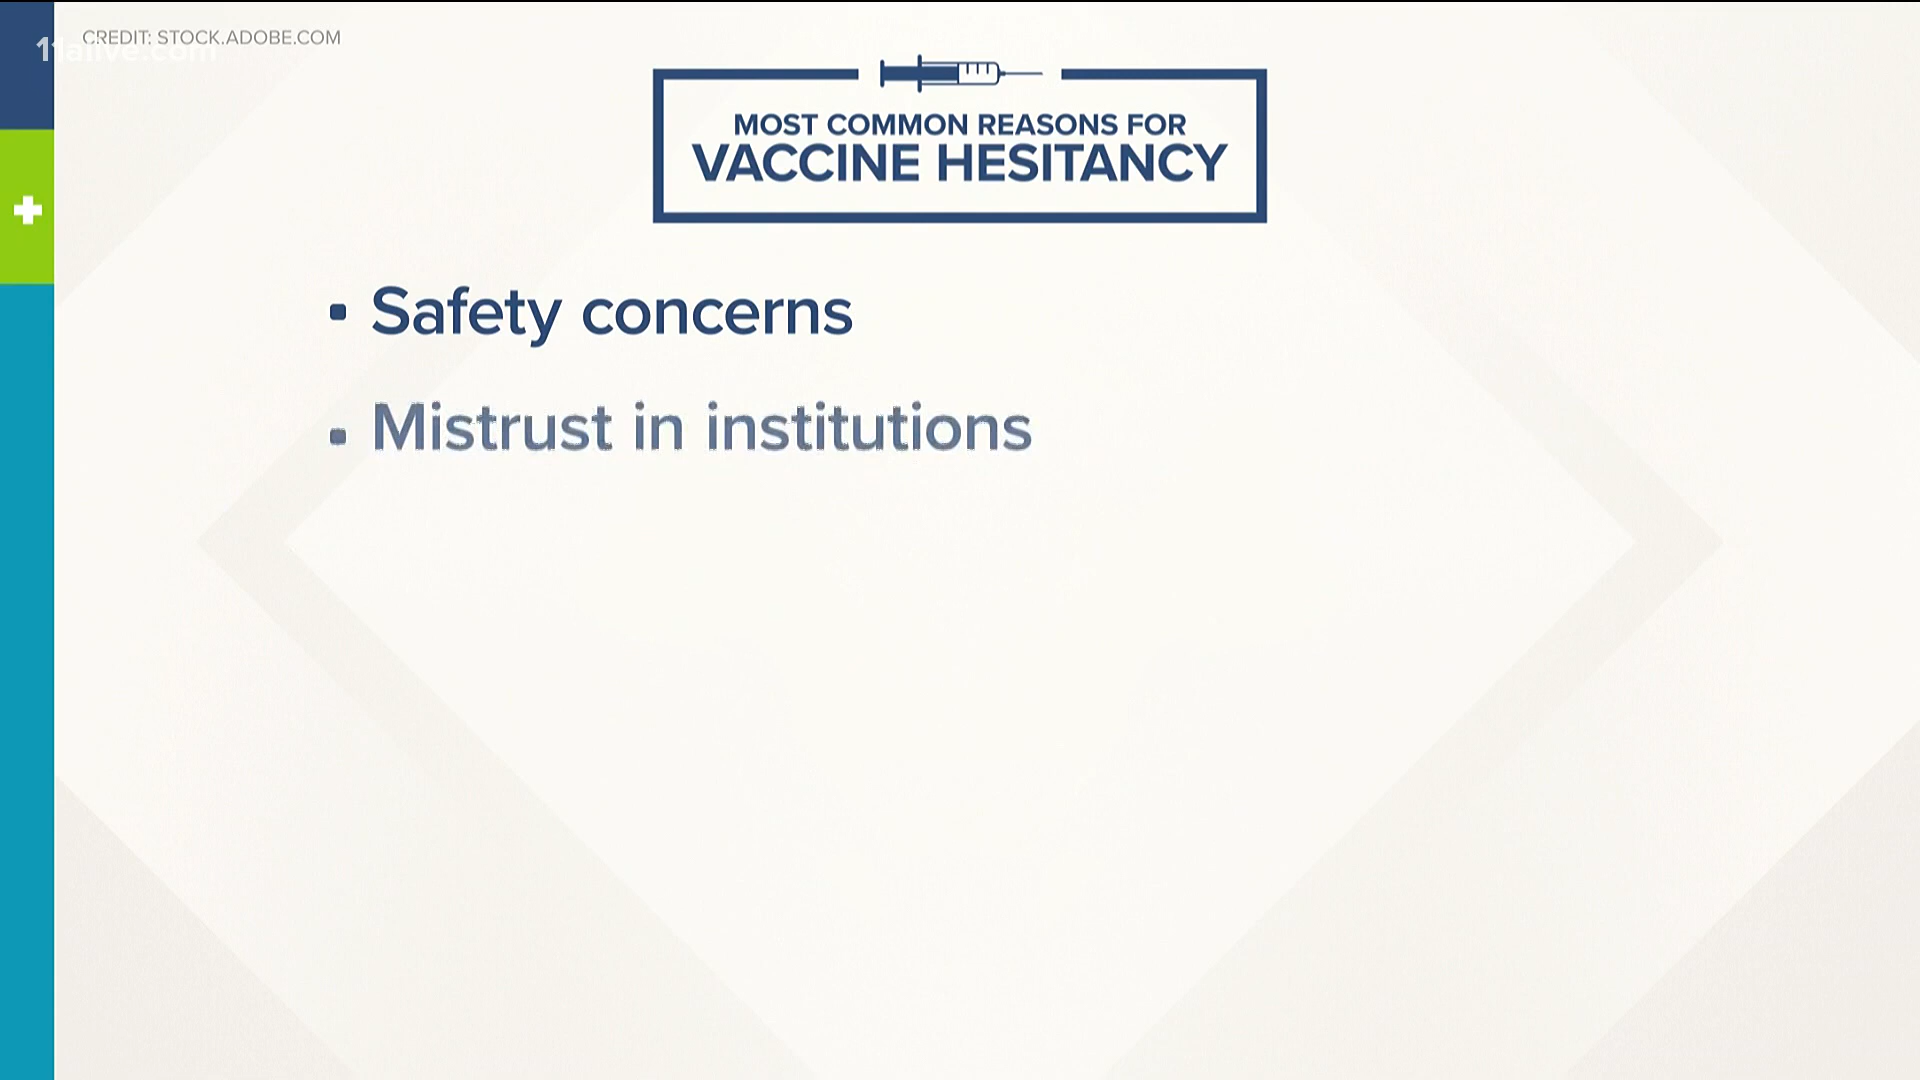 CREDIT: STOCK.ADOBE.COM
11alive.com
MOST COMMON REASONS FOR
VACCINE HESITANCY
▪ Safety concerns
▪ Mistrust in institutions